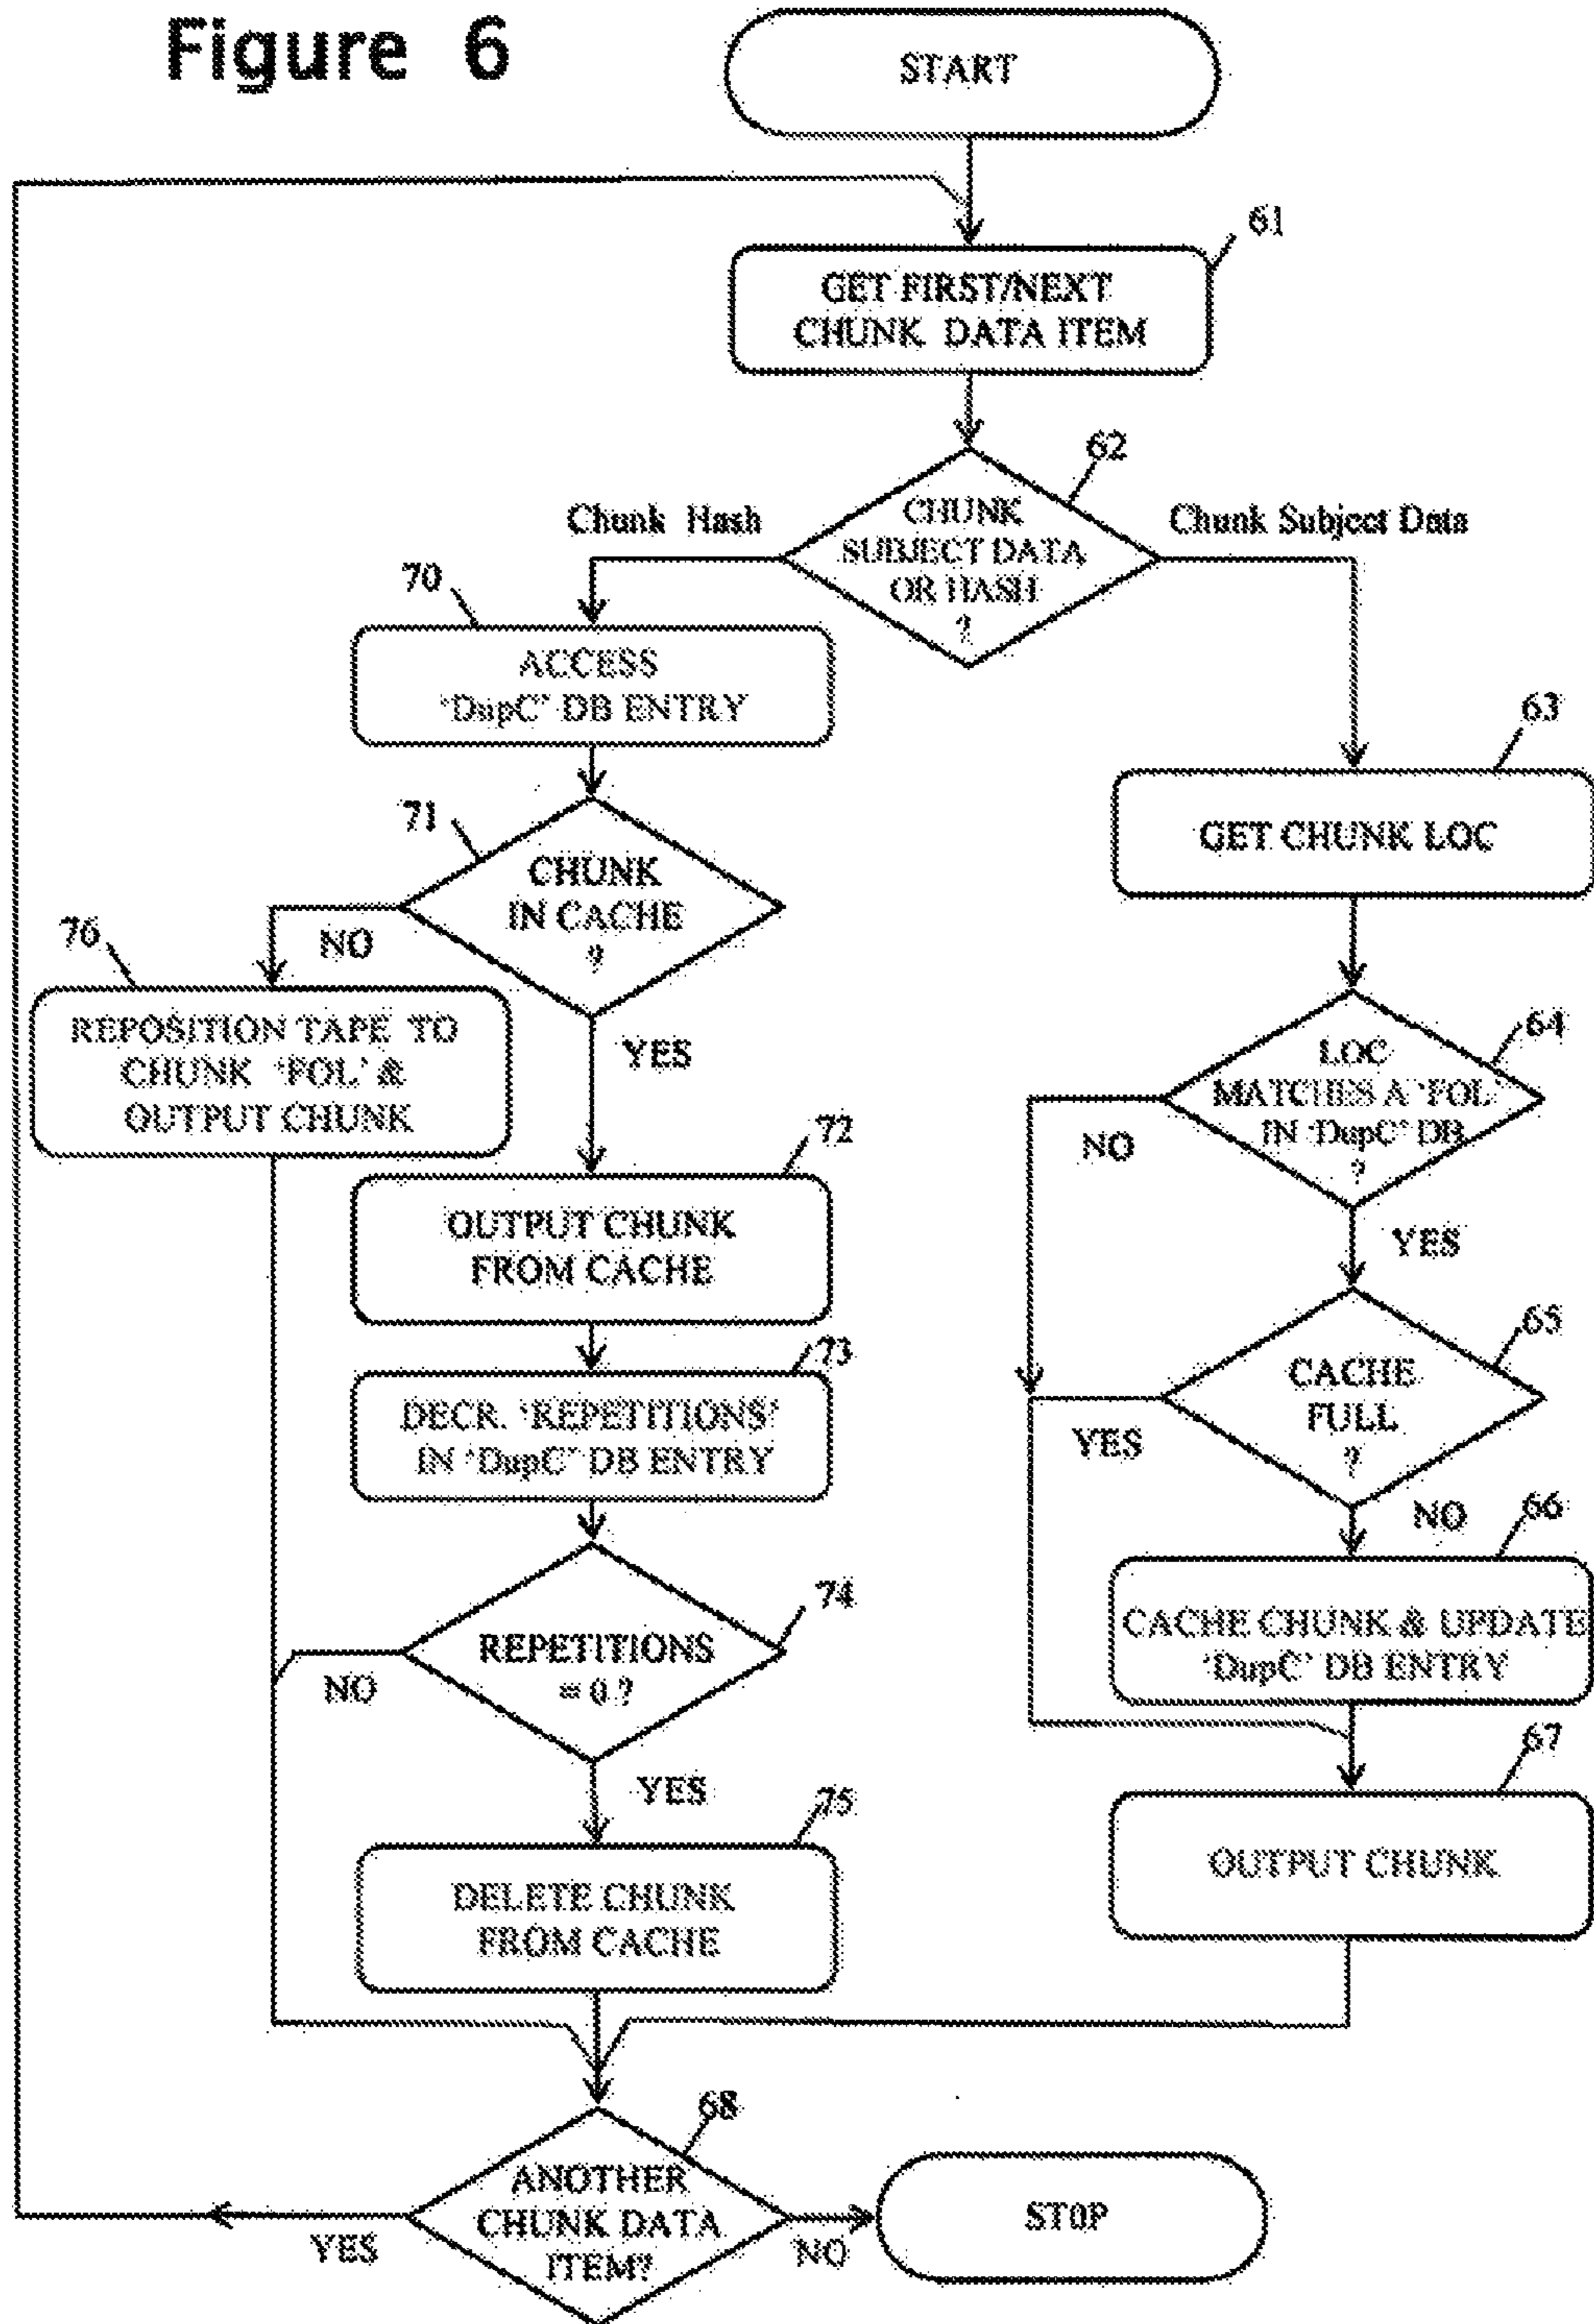 Figure 6
START
61
GET FIRST/NEXT
CHUNK DATA ITEM
62
Chunk Hash
Chunk Subject Data
CHUNK
SUBJECT DATA
OR HASH
?
70
ACCESS
‘DupC’ DB ENTRY
63
GET CHUNK LOC
71
CHUNK
IN CACHE
?
NO
YES
76
REPOSITION TAPE TO
CHUNK ‘FOL’ &
OUTPUT CHUNK
64
LOC
MATCHES A ‘FOL’
IN ‘DupC’ DB
?
NO
YES
72
OUTPUT CHUNK
FROM CACHE
65
CACHE
FULL
?
YES
NO
73
DECR. ‘REPETITIONS’
IN ‘DupC’ DB ENTRY
66
CACHE CHUNK & UPDATE
‘DupC’ DB ENTRY
74
REPETITIONS
= 0 ?
NO
YES
67
OUTPUT CHUNK
75
DELETE CHUNK
FROM CACHE
68
ANOTHER
CHUNK DATA
ITEM?
YES
NO
ST0P